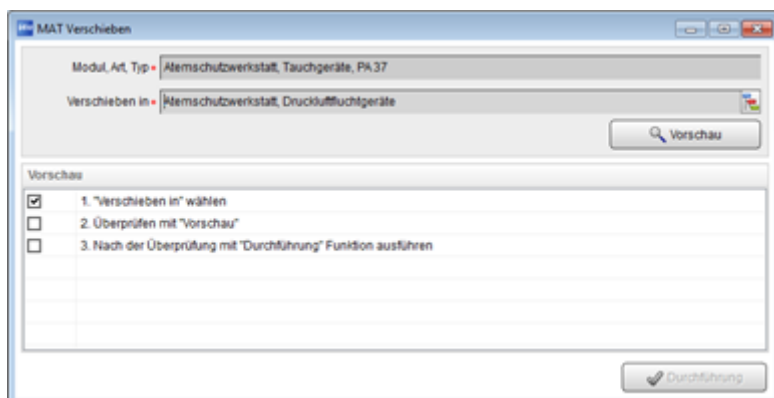 MAT Verschieben
Modul, Art, Typ Atemschutzwerkstatt, Tauchgeräte, PA 37
Verschieben in Atemschutzwerkstatt, Druckluftfluchtgeräte
Vorschau
Vorschau
1. "Verschieben in" wählen
2. Überprüfen mit "Vorschau"
3. Nach der Überprüfung mit "Durchführung" Funktion ausführen
Durchführung